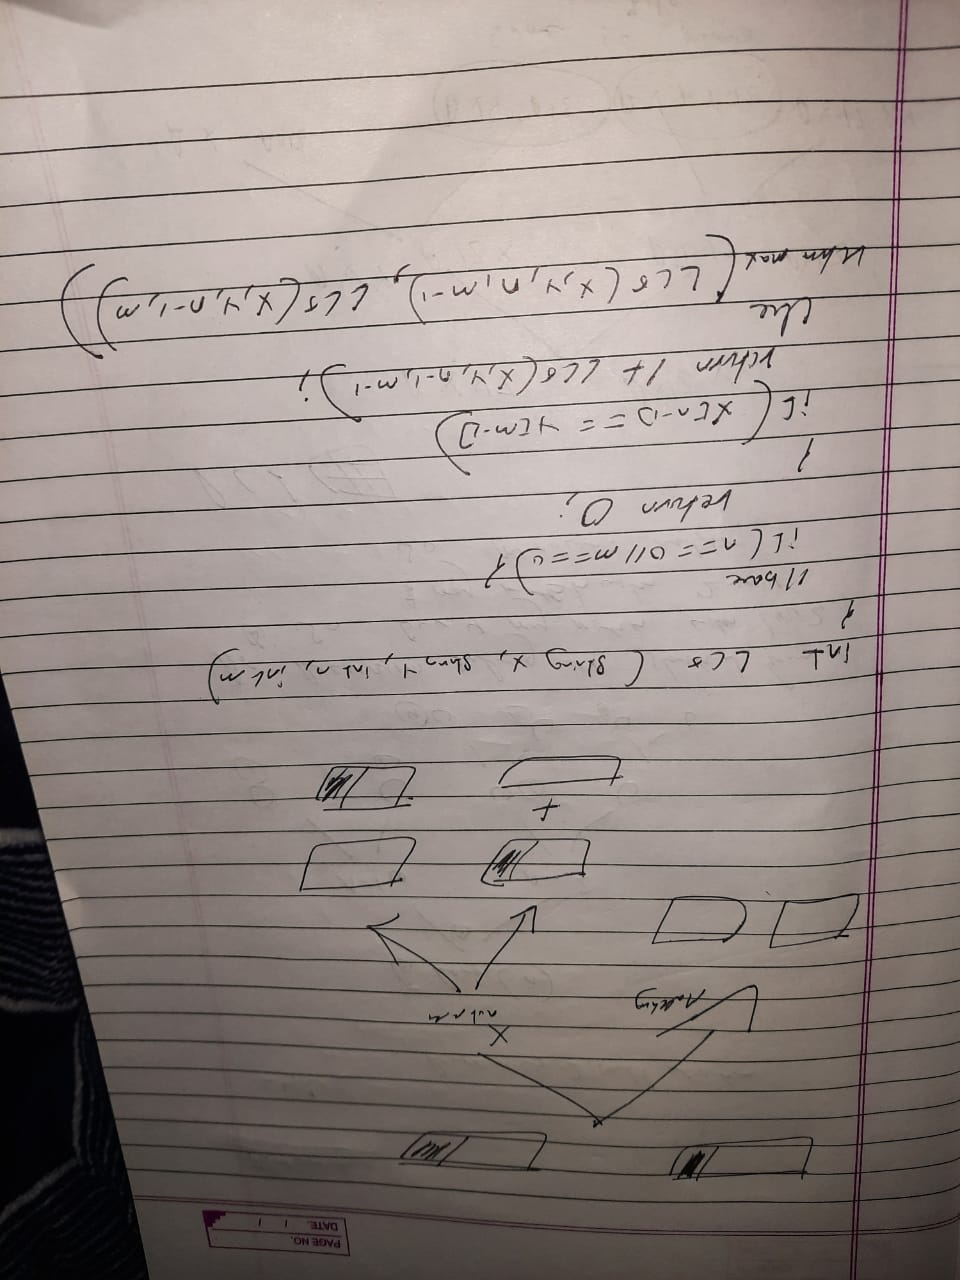 PAGE NO.
DATE. / /
Matching
X
not m
+
int LCS (String X, String Y, int n, int m)
{
//base
if(n==0 || m==0){
return 0;
}
if(X[n-1] == Y[m-1])
return 1+ LCS(X,Y,n-1,m-1);
else
return max(LCS(X,Y,n,m-1), LCS(X,Y,n-1,m))